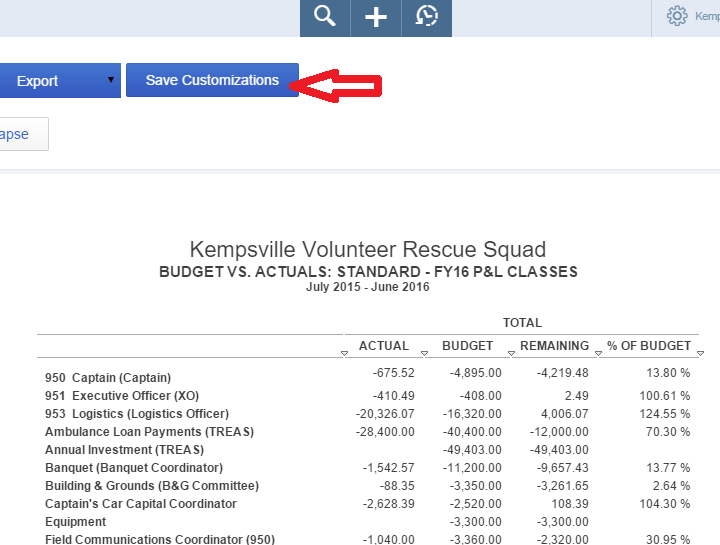 Kemp
Export Save Customizations
apse
Kempsville Volunteer Rescue Squad
BUDGET VS. ACTUALS: STANDARD - FY16 P&L CLASSES
July 2015 - June 2016
TOTAL
ACTUAL BUDGET REMAINING % OF BUDGET
950 Captain (Captain) -675.52 -4,895.00 -4,219.48 13.80 %
951 Executive Officer (XO) -410.49 -408.00 2.49 100.61 %
953 Logistics (Logistics Officer) -20,326.07 -16,320.00 4,006.07 124.55 %
Ambulance Loan Payments (TREAS) -28,400.00 -40,400.00 -12,000.00 70.30 %
Annual Investment (TREAS) -49,403.00 -49,403.00
Banquet (Banquet Coordinator) -1,542.57 -11,200.00 -9,657.43 13.77 %
Building & Grounds (B&G Committee) -88.35 -3,350.00 -3,261.65 2.64 %
Captain's Car Capital Coordinator -2,628.39 -2,520.00 108.39 104.30 %
Equipment -3,300.00 -3,300.00
Field Communications Coordinator (950) -1,040.00 -3,360.00 -2,320.00 30.95 %